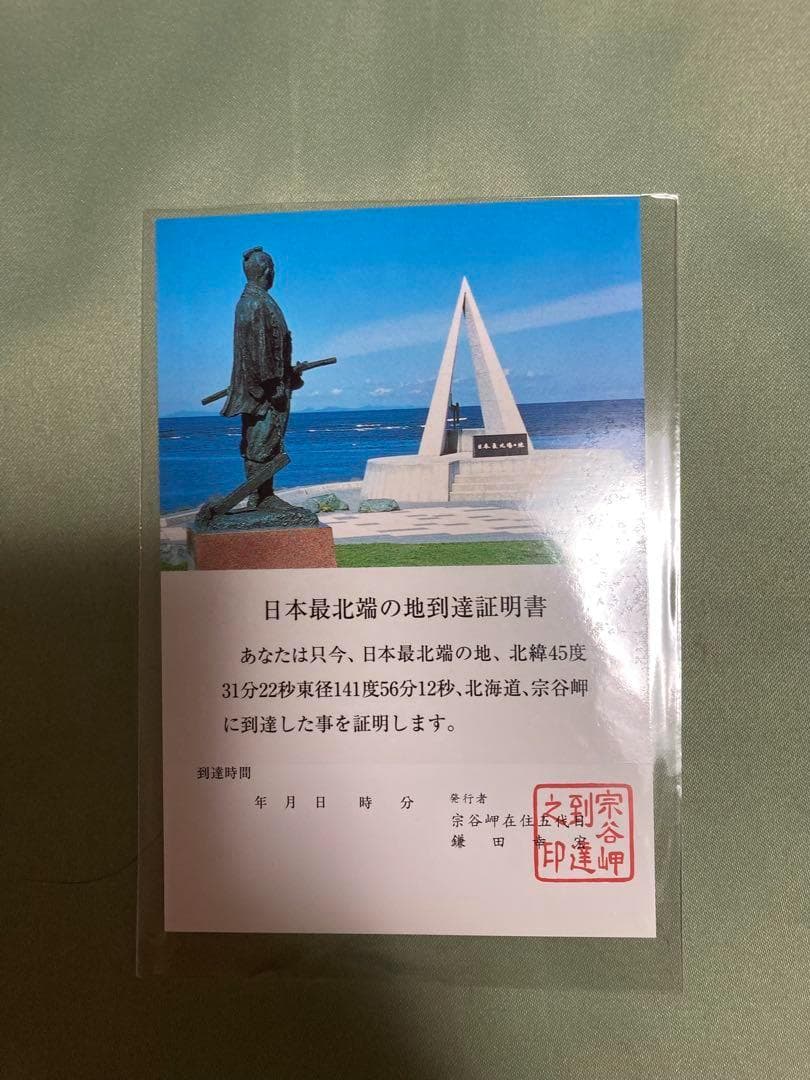 日本最北端の地
日本最北端の地到達証明書
あなたは只今、日本最北端の地、北緯45度
31分22秒東径141度56分12秒、北海道、宗谷岬
に到達した事を証明します。
到達時間
年 月 日 時 分
発行者
宗谷岬在住五代目
鎌田幸宏
宗谷岬
到達
之印